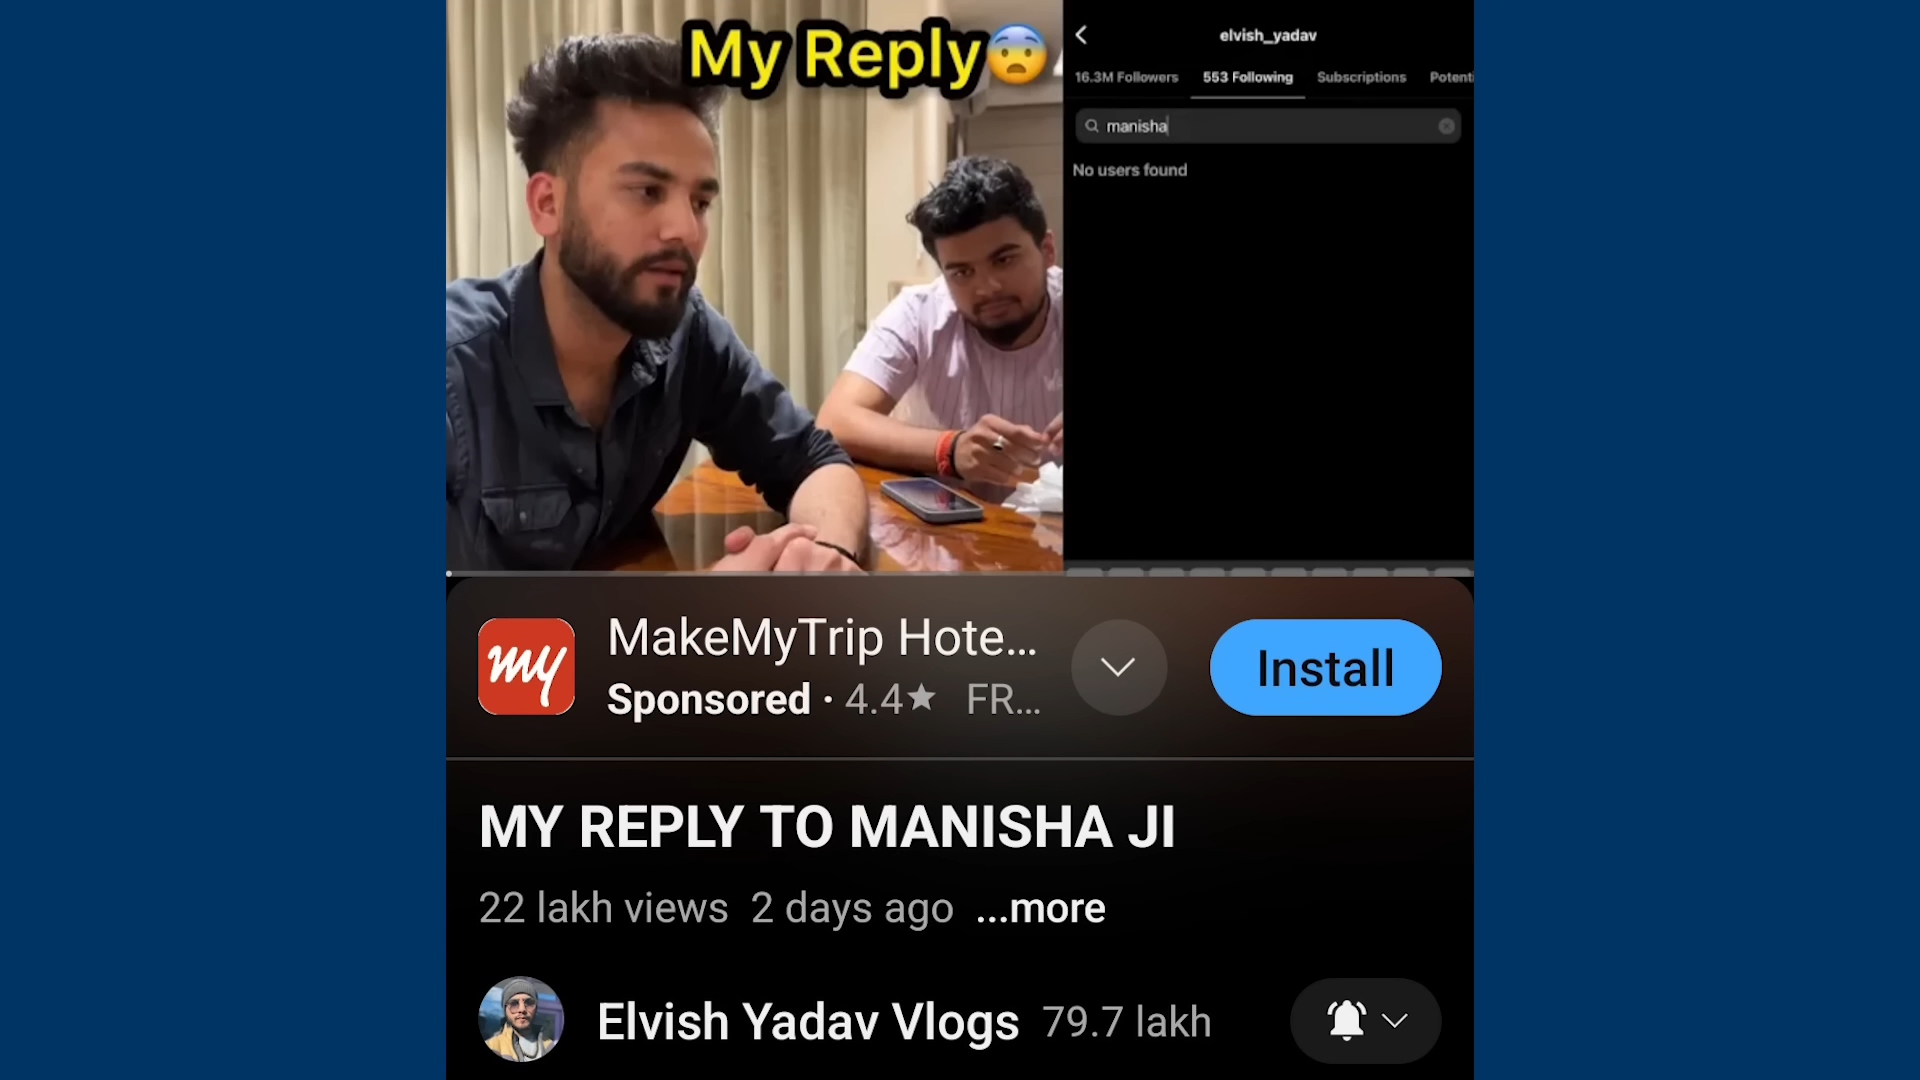 My Reply😨
elvish_yadav
16.3M Followers 553 Following Subscriptions Potenti
manisha
No users found
my
MakeMyTrip Hote...
Sponsored · 4.4★ FR...
Install
MY REPLY TO MANISHA JI
22 lakh views 2 days ago ...more
Elvish Yadav Vlogs 79.7 lakh